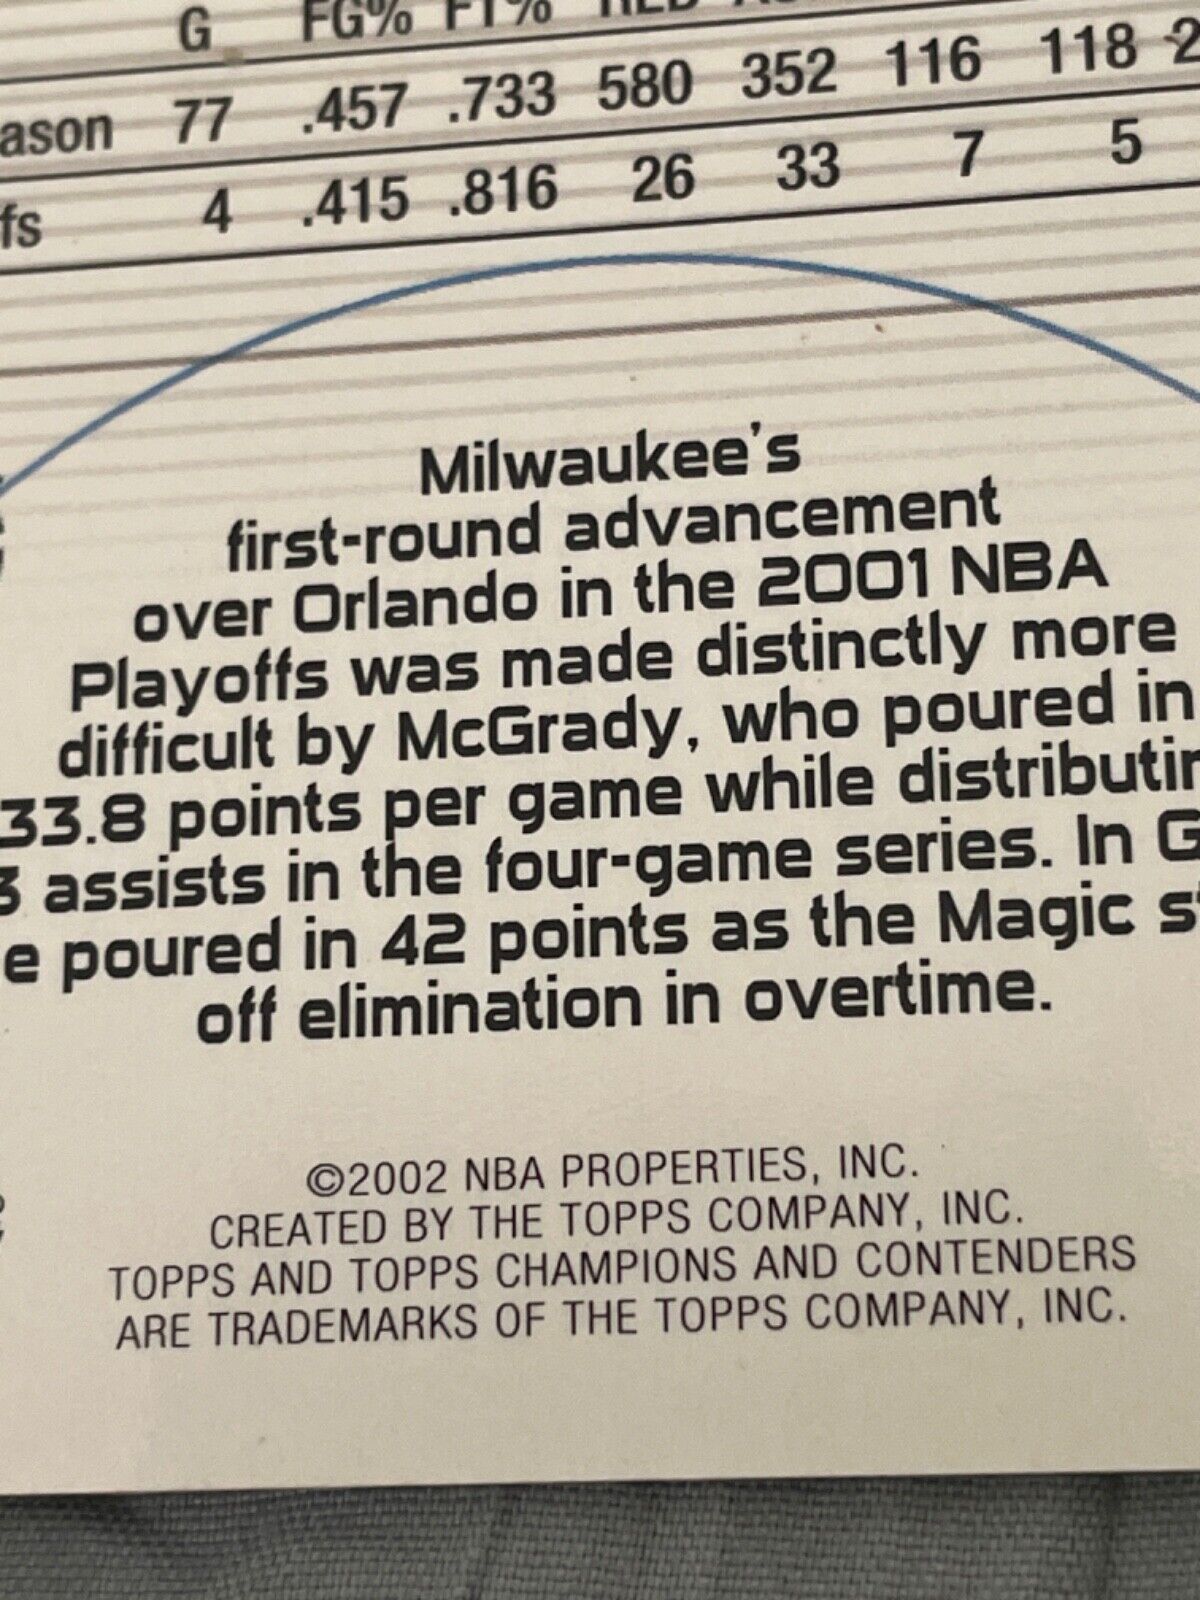 G FG% FT%
77 .457 .733 580 352 116 118
4 .415 .816 26 33 7 5
Milwaukee's
first-round advancement
over Orlando in the 2001 NBA
Playoffs was made distinctly more
difficult by McGrady, who poured in
33.8 points per game while
assists in the four-game series. In
poured in 42 points as the Magic
off elimination in overtime.
©2002 NBA PROPERTIES, INC.
CREATED BY THE TOPPS COMPANY, INC.
TOPPS AND TOPPS CHAMPIONS AND CONTENDERS
ARE TRADEMARKS OF THE TOPPS COMPANY, INC.